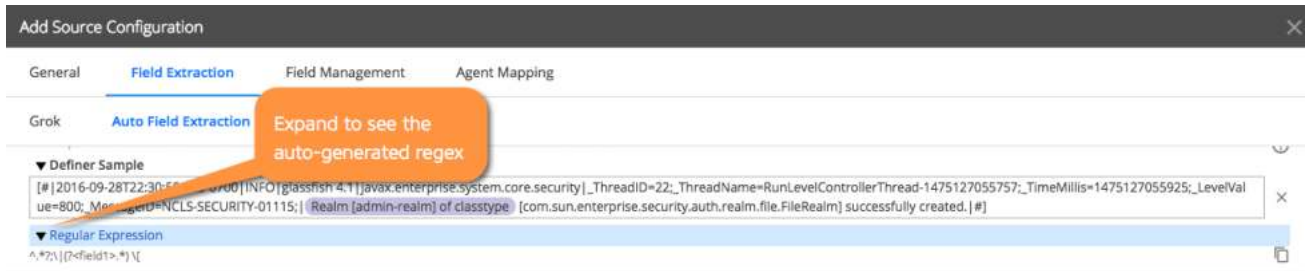 Add Source Configuration
General Field Extraction Field Management Agent Mapping
Grok Auto Field Extraction
Expand to see the
auto-generated regex
▼ Definer Sample
[#|2016-09-28T22:30: 0700|INFO|glassfish 4.1|javax.enterprise.system.core.security|_ThreadID=22;_ThreadName=RunLevelControllerThread-1475127055757;_TimeMillis=1475127055925;_LevelVal
ue=800;_MessageID=NCLS-SECURITY-01115;| Realm [admin-realm] of classtype [com.sun.enterprise.security.auth.realm.file.FileRealm] successfully created.|#]
▼ Regular Expression
^.*?;\|(?<field1>.*) \[